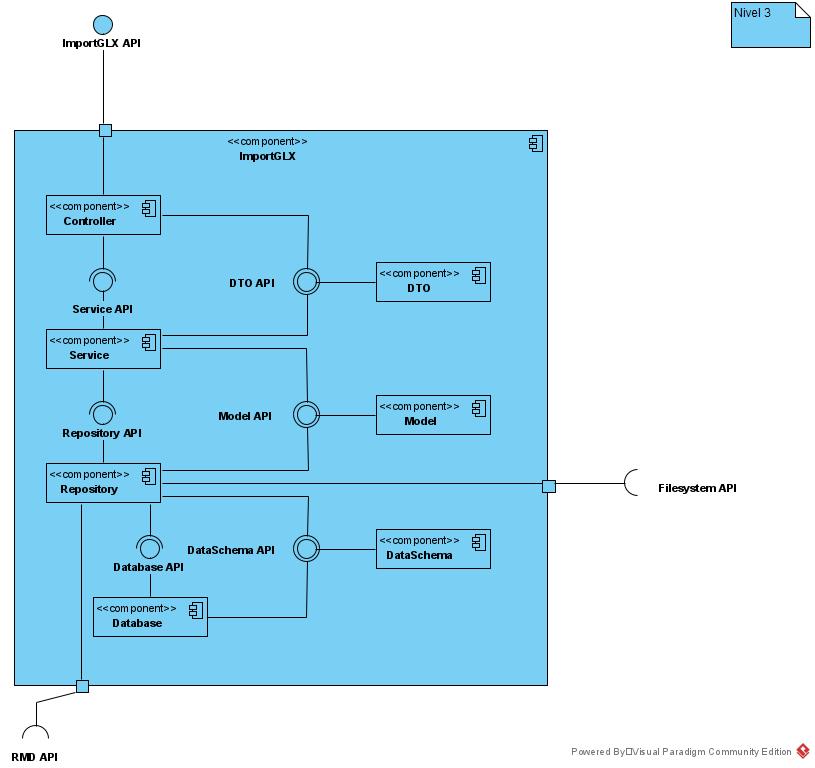 Nivel 3
ImportGLX API
<<component>>
ImportGLX
<<component>>
Controller
DTO API
<<component>>
DTO
Service API
<<component>>
Service
Model API
<<component>>
Model
Repository API
<<component>>
Repository
Filesystem API
DataSchema API
<<component>>
DataSchema
Database API
<<component>>
Database
RMD API
Powered By Visual Paradigm Community Edition